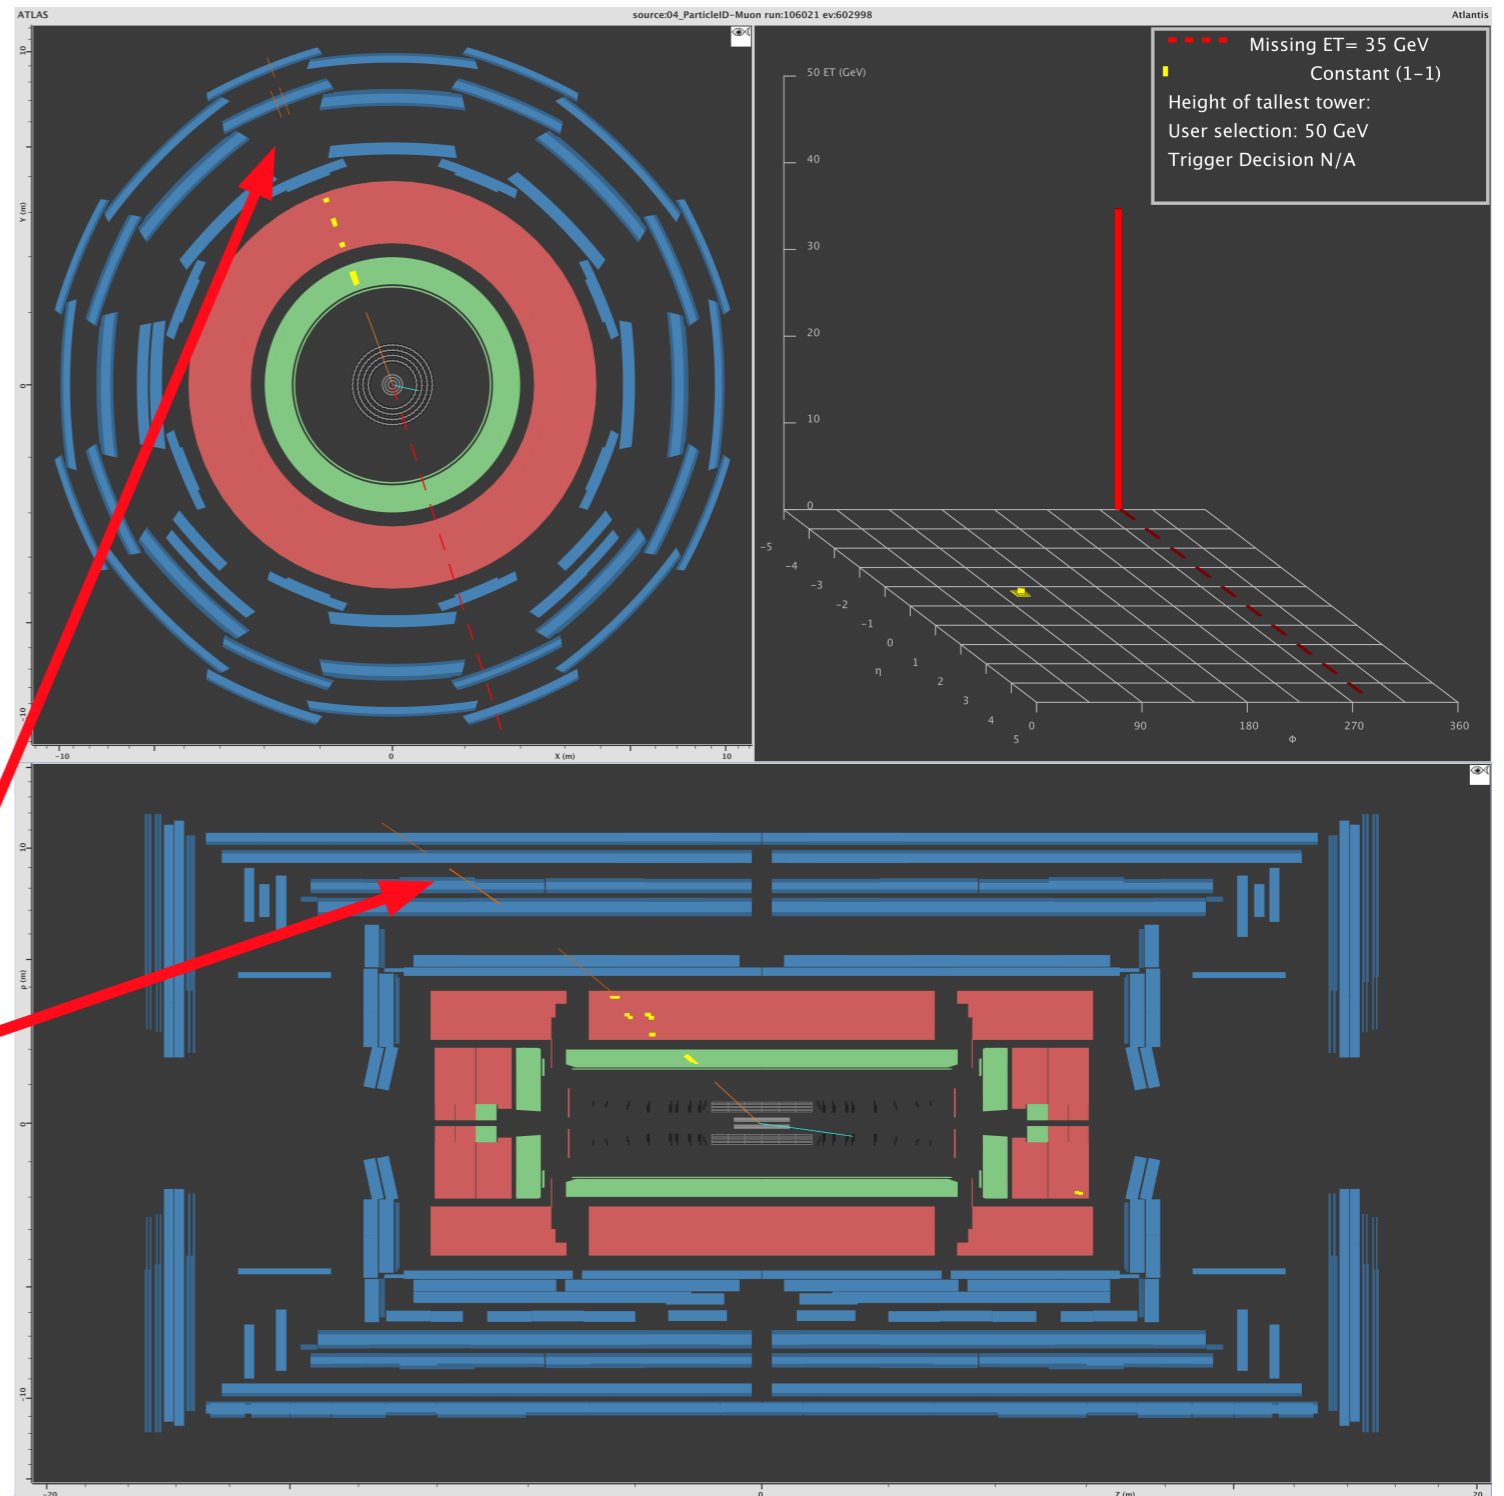 ATLAS source:04_ParticleID-Muon run:106021 ev:602998 Atlantis
Missing ET= 35 GeV
Constant (1-1)
Height of tallest tower:
User selection: 50 GeV
Trigger Decision N/A
10
Y (m)
0
-10
-10 0 X (m) 10
50 ET (GeV)
40
30
20
10
0
-5
-4
-3
-2
-1
0
1
2
3
4
5
η
0 90 180 270 360
Φ
10
ρ (m)
0
-10
-20 0 Z (m) 20